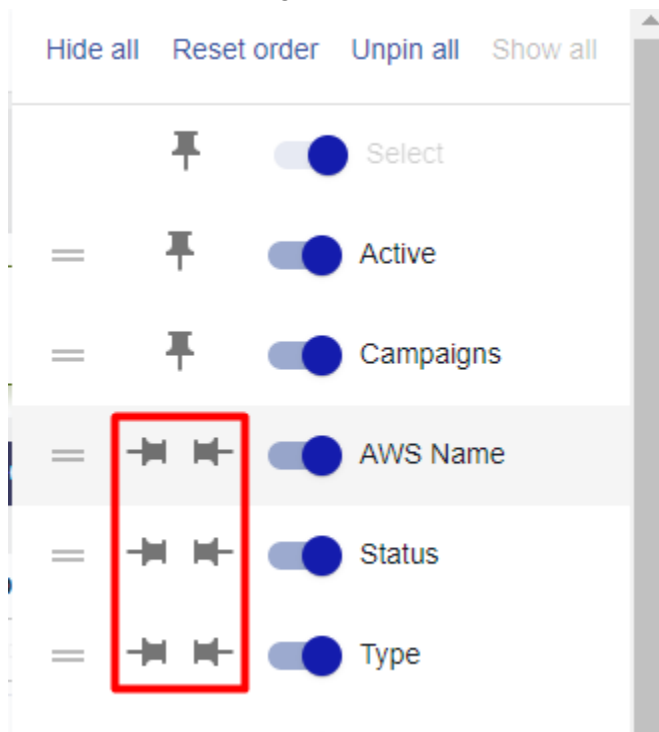 Hide all Reset order Unpin all Show all
Select
Active
Campaigns
AWS Name
Status
Type